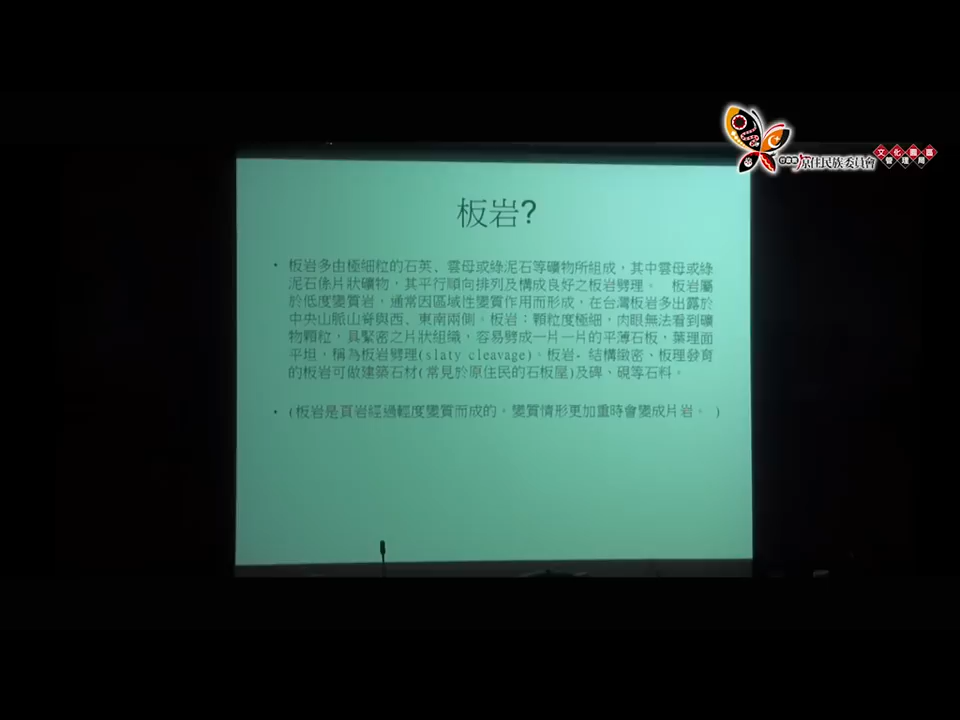 原住民族委員會
文化園區
管理局
板岩?
• 板岩多由極細粒的石英、雲母或綠泥石等礦物所組成，其中雲母或綠
泥石係片狀礦物，其平行順向排列及構成良好之板岩劈理。 板岩屬
於低度變質岩，通常因區域性變質作用而形成，在台灣板岩多出露於
中央山脈山脊與西、東南兩側。板岩：顆粒度極細，肉眼無法看到礦
物顆粒，具緊密之片狀組織，容易劈成一片一片的平薄石板，葉理面
平坦，稱為板岩劈理(slaty cleavage)。板岩- 結構緻密、板理發育
的板岩可做建築石材(常見於原住民的石板屋)及碑、硯等石料。
• (板岩是頁岩經過輕度變質而成的。變質情形更加重時會變成片岩。 )